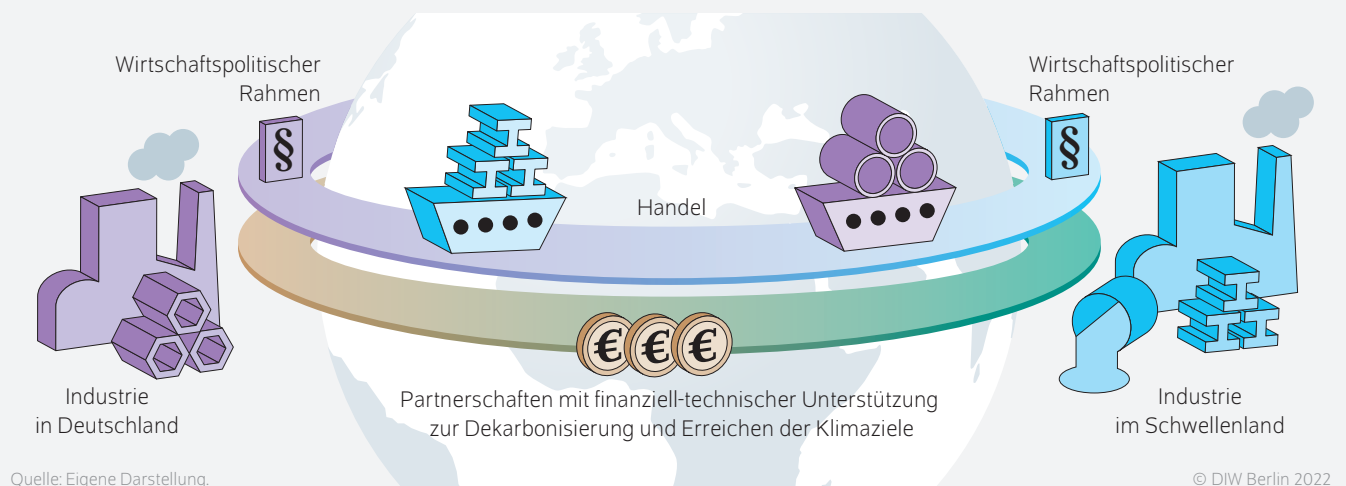 Wirtschaftspolitischer
Rahmen
Wirtschaftspolitischer
Rahmen
§
§
Handel
€ € €
Partnerschaften mit finanziell-technischer Unterstützung
zur Dekarbonisierung und Erreichen der Klimaziele
Industrie
in Deutschland
Industrie
im Schwellenland
Quelle: Eigene Darstellung.
© DIW Berlin 2022